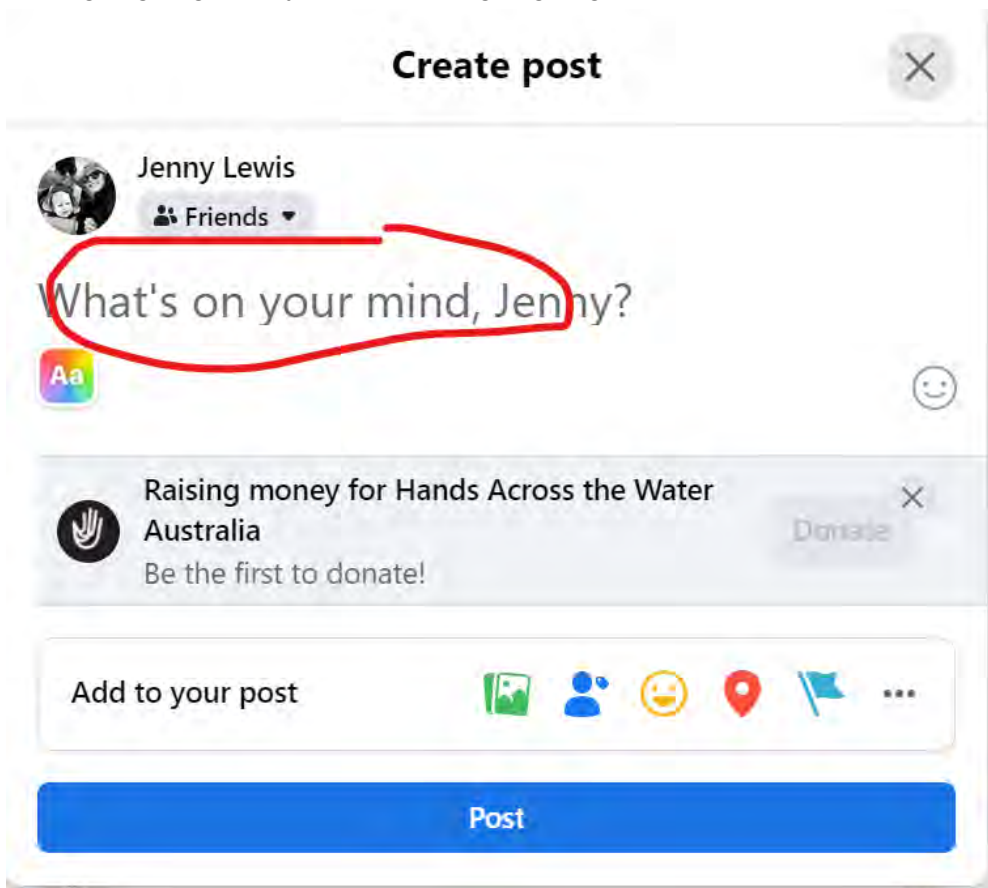 Create post
Jenny Lewis
Friends
What's on your mind, Jenny?
Aa
Raising money for Hands Across the Water
Australia
Donate
Be the first to donate!
Add to your post
Post